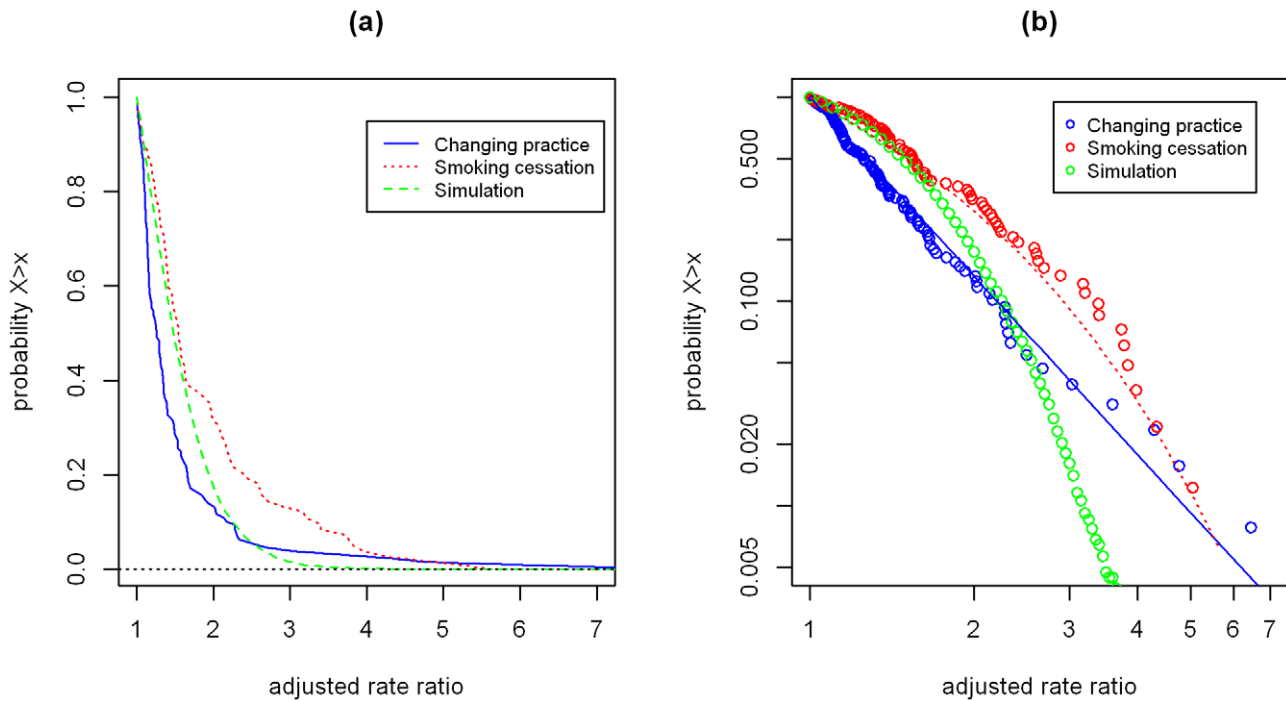 (a)
probability X>x
1.0
0.8
0.6
0.4
0.2
0.0
Changing practice
Smoking cessation
Simulation
1 2 3 4 5 6 7
adjusted rate ratio
(b)
probability X>x
0.500
0.100
0.020
0.005
Changing practice
Smoking cessation
Simulation
1 2 3 4 5 6 7
adjusted rate ratio